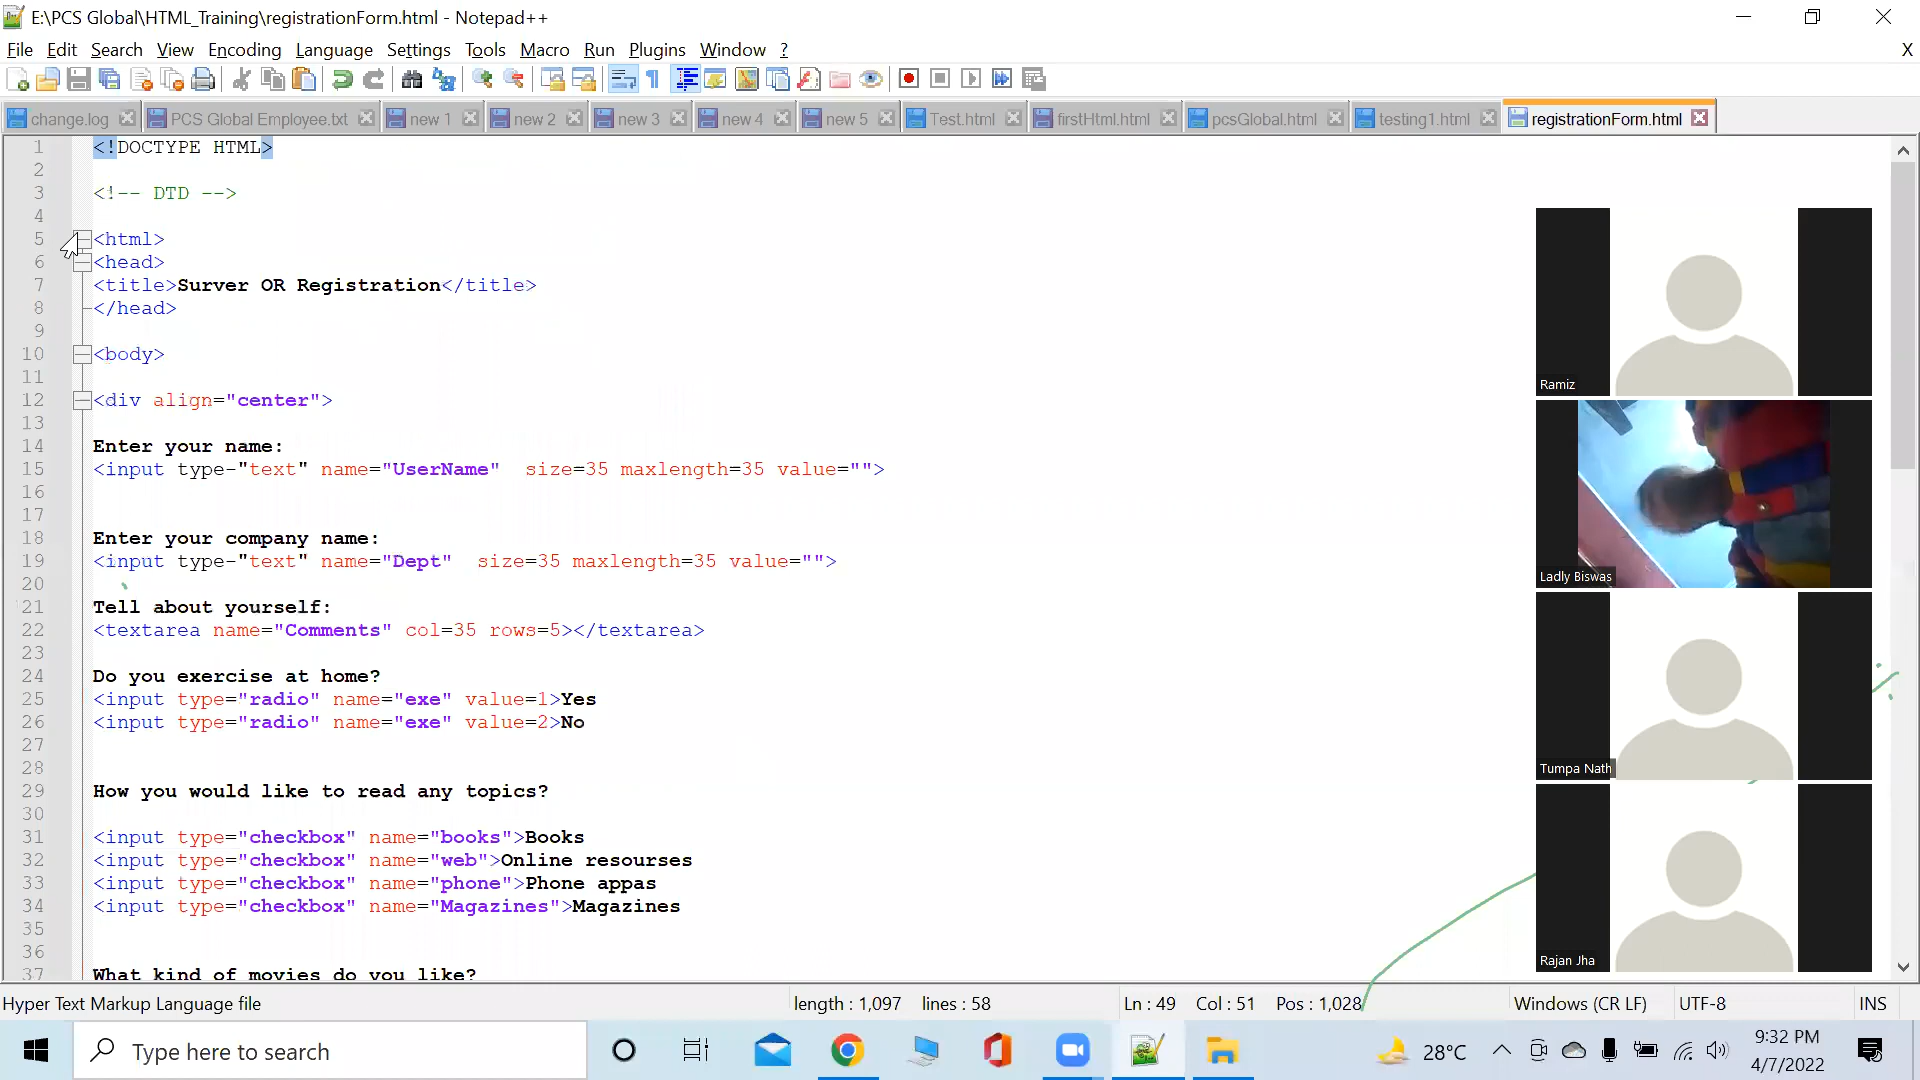 E:\PCS Global\HTML_Training\registrationForm.html - Notepad++
File Edit Search View Encoding Language Settings Tools Macro Run Plugins Window ? X
change.log PCS Global Employee.txt new 1 new 2 new 3 new 4 new 5 Test.html firstHtml.html pcsGlobal.html testing1.html registrationForm.html
1 <!DOCTYPE HTML>
2
3 <!-- DTD -->
4
5 <html>
6 <head>
7 <title>Surver OR Registration</title>
8 </head>
9
10 <body>
11
12 <div align="center">
13
14 Enter your name:
15 <input type-"text" name="UserName"  size=35 maxlength=35 value="">
16
17
18 Enter your company name:
19 <input type-"text" name="Dept"  size=35 maxlength=35 value="">
20
21 Tell about yourself:
22 <textarea name="Comments" col=35 rows=5></textarea>
23
24 Do you exercise at home?
25 <input type="radio" name="exe" value=1>Yes
26 <input type="radio" name="exe" value=2>No
27
28
29 How you would like to read any topics?
30
31 <input type="checkbox" name="books">Books
32 <input type="checkbox" name="web">Online resourses
33 <input type="checkbox" name="phone">Phone appas
34 <input type="checkbox" name="Magazines">Magazines
35
36
37 What kind of movies do you like?
Ramiz
Ladly Biswas
Tumpa Nath
Rajan Jha
Hyper Text Markup Language file length : 1,097 lines : 58 Ln : 49 Col : 51 Pos : 1,028 Windows (CR LF) UTF-8 INS
Type here to search 28°C 9:32 PM
4/7/2022